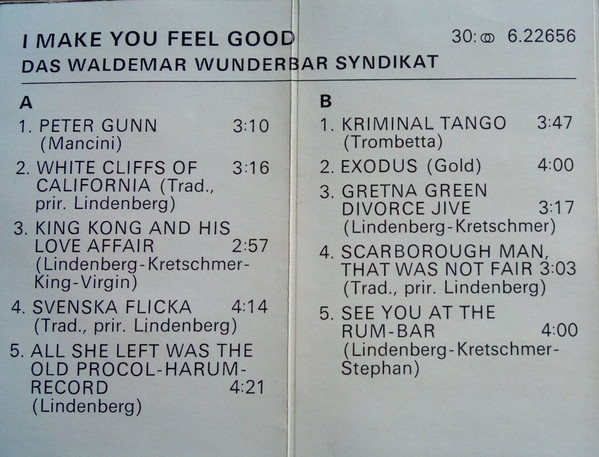 I MAKE YOU FEEL GOOD 30: ⚭ 6.22656
DAS WALDEMAR WUNDERBAR SYNDIKAT
A
1. PETER GUNN 3:10
(Mancini)
2. WHITE CLIFFS OF 3:16
CALIFORNIA (Trad.,
prir. Lindenberg)
3. KING KONG AND HIS
LOVE AFFAIR 2:57
(Lindenberg-Kretschmer-
King-Virgin)
4. SVENSKA FLICKA 4:14
(Trad., prir. Lindenberg)
5. ALL SHE LEFT WAS THE
OLD PROCOL-HARUM-
RECORD 4:21
(Lindenberg)
B
1. KRIMINAL TANGO 3:47
(Trombetta)
2. EXODUS (Gold) 4:00
3. GRETNA GREEN
DIVORCE JIVE 3:17
(Lindenberg-Kretschmer)
4. SCARBOROUGH MAN,
THAT WAS NOT FAIR 3:03
(Trad., prir. Lindenberg)
5. SEE YOU AT THE
RUM-BAR 4:00
(Lindenberg-Kretschmer-
Stephan)